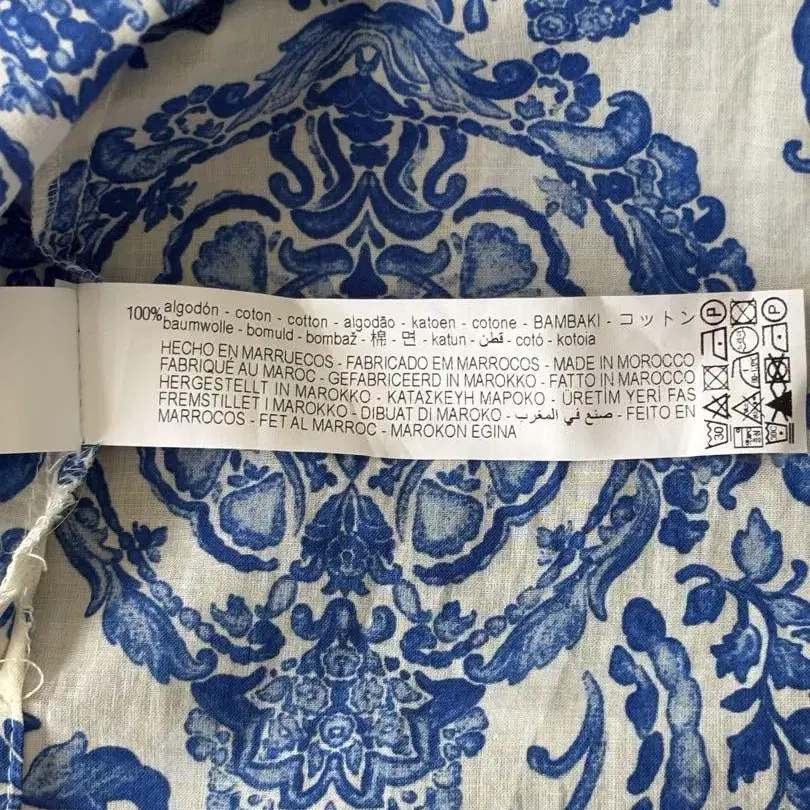 100% algodón - coton - cotton - algodão - katoen - cotone - BAMBAKI - コットン
baumwolle - bomuld - bombaž - 棉 - 면 - katun - قطن - cotó - kotoia
HECHO EN MARRUECOS - FABRICADO EM MARROCOS - MADE IN MOROCCO
FABRIQUÉ AU MAROC - GEFABRICEERD IN MAROKKO - FATTO IN MAROCCO
HERGESTELLT IN MAROKKO - ΚΑΤΑΣΚΕΥΗ ΜΑΡΟΚΟ - ÜRETİM YERİ FAS
FREMSTILLET I MAROKKO - DIBUAT DI MAROKO - صنع في المغرب - FEITO EN
MARROCOS - FET AL MARROC - MAROKON EGINA
P
P
30